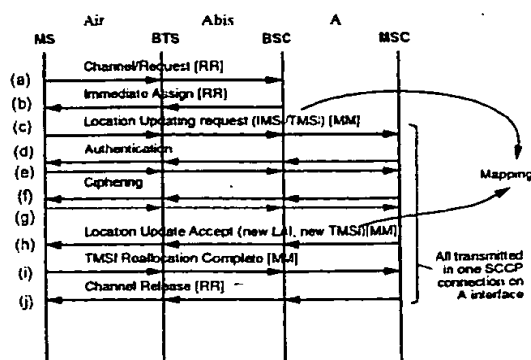 Air Abis A
MS BTS BSC MSC
(a) Channel/Request [RR]
(b) Immediate Assign [RR]
(c) Location Updating request (IMSI/TMSI) [MM]
(d) Authentication
(e)
Ciphering
(f)
(g)
Mapping
(h) Location Update Accept (new LAI, new TMSI)[MM]
(i) TMSI Reallocation Complete [MM]
(j) Channel Release [RR]
All transmitted
in one SCCP
connection on
A interface